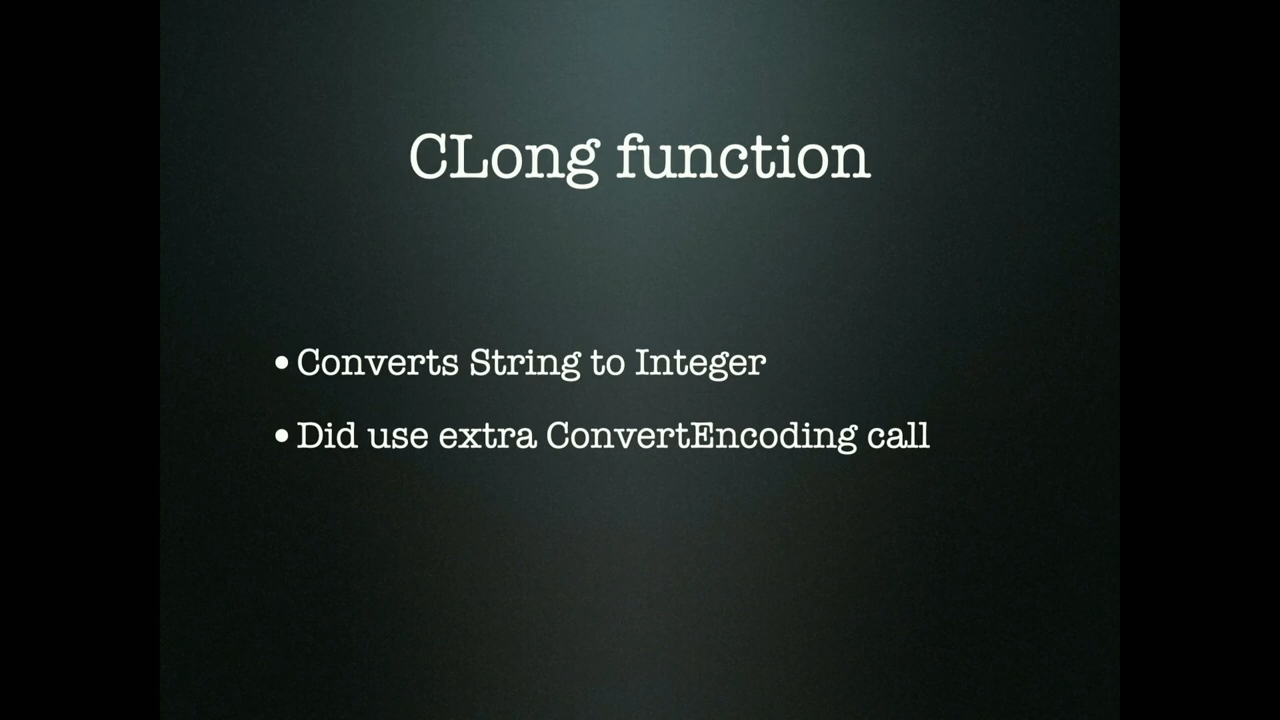 CLong function
•Converts String to Integer
•Did use extra ConvertEncoding call